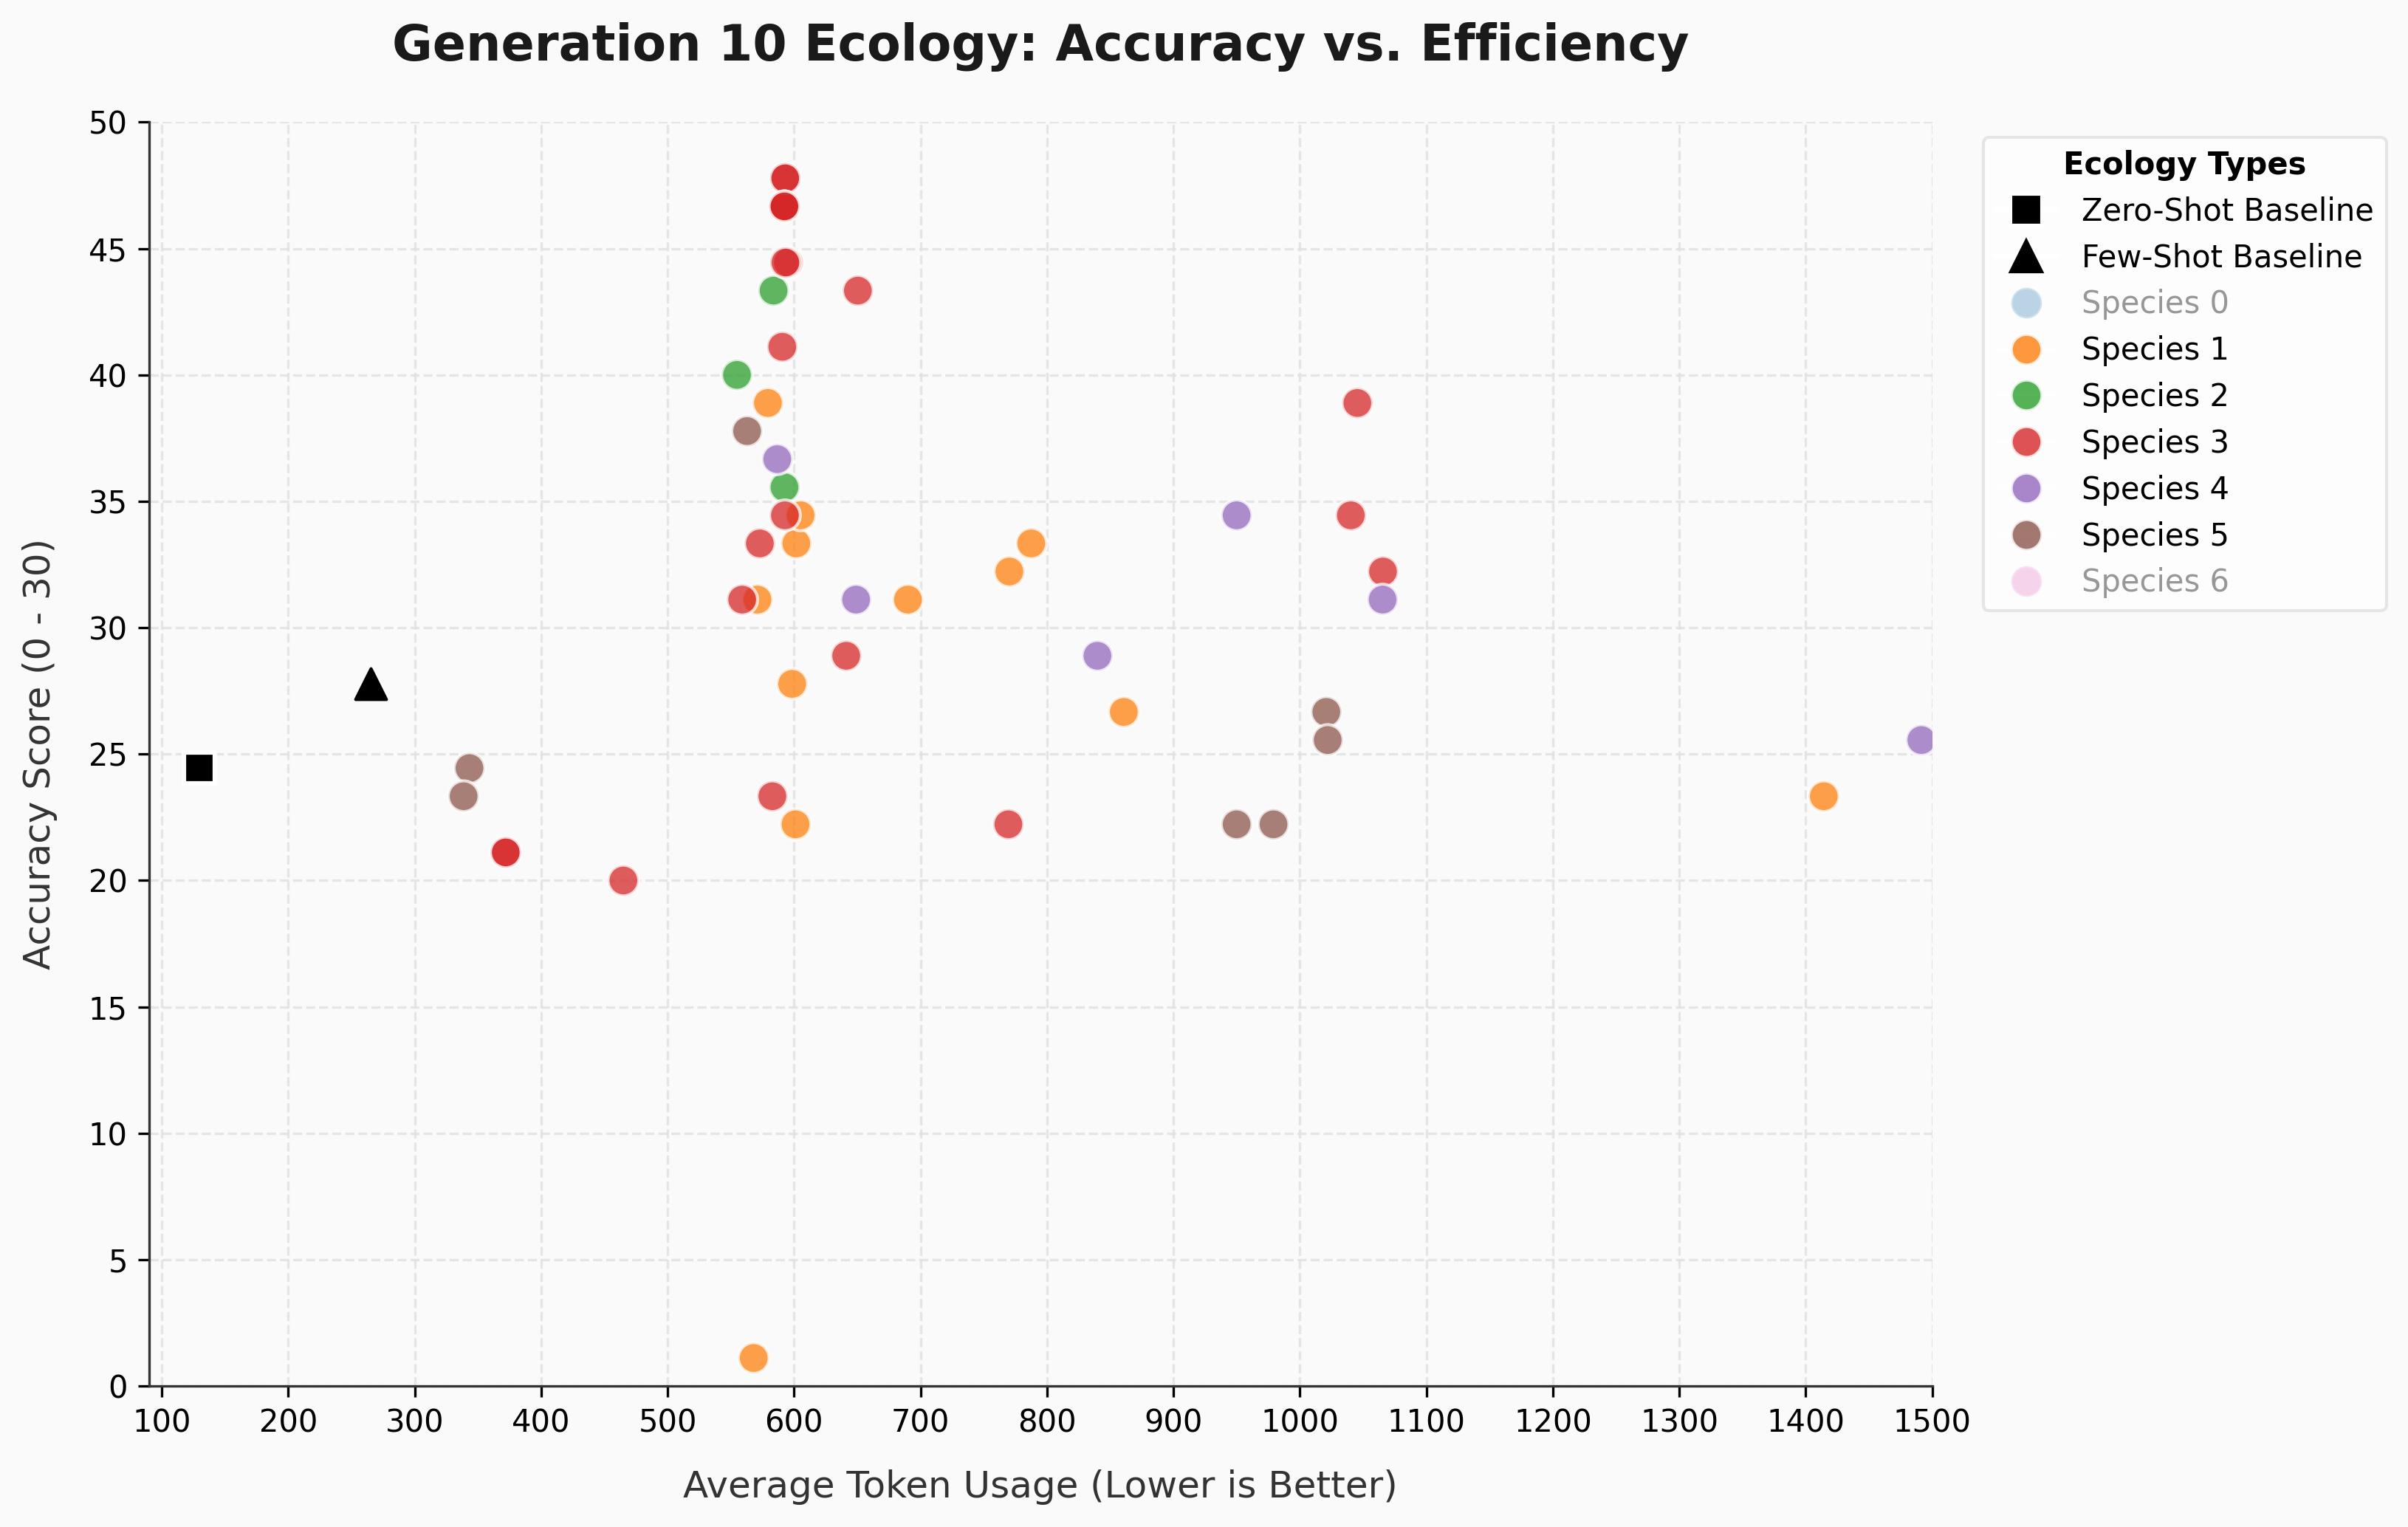 Generation 10 Ecology: Accuracy vs. Efficiency
50
45
40
35
30
25
20
15
10
5
0
Accuracy Score (0 - 30)
100 200 300 400 500 600 700 800 900 1000 1100 1200 1300 1400 1500
Average Token Usage (Lower is Better)
Ecology Types
Zero-Shot Baseline
Few-Shot Baseline
Species 0
Species 1
Species 2
Species 3
Species 4
Species 5
Species 6